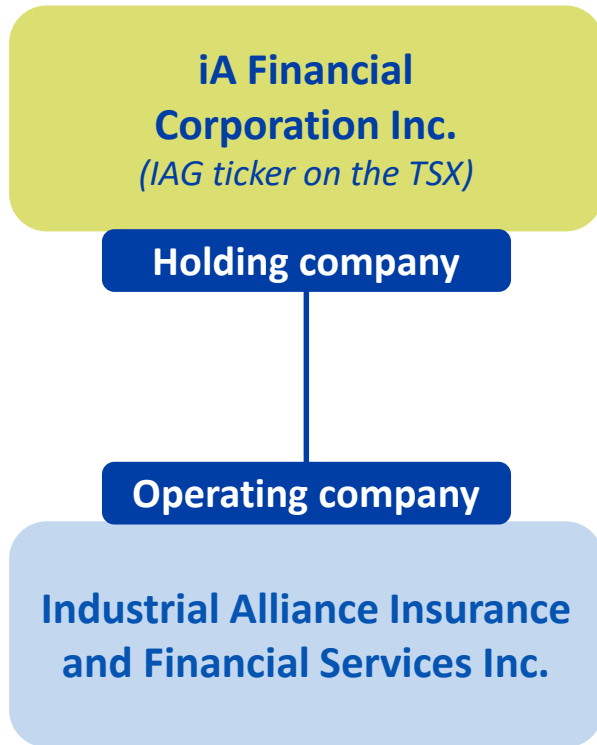 iA Financial
Corporation Inc.
(IAG ticker on the TSX)
Holding company
Operating company
Industrial Alliance Insurance
and Financial Services Inc.